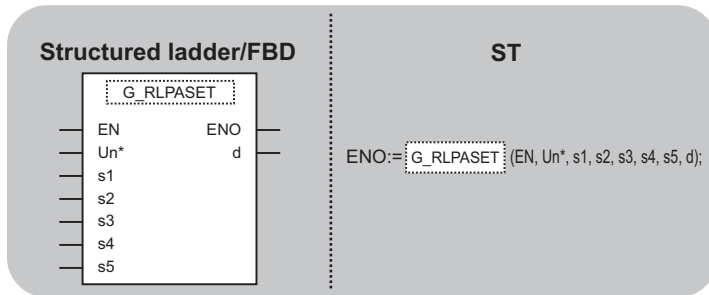 Structured ladder/FBD
G_RLPASET
EN ENO
Un* d
s1
s2
s3
s4
s5
ST
ENO:= G_RLPASET (EN, Un*, s1, s2, s3, s4, s5, d);